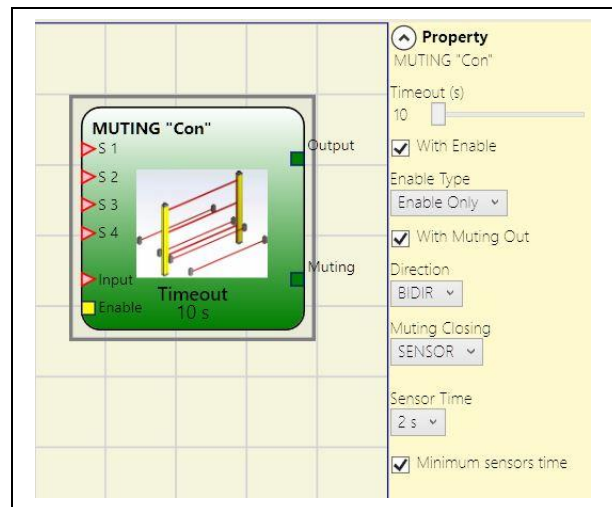 MUTING "Con"
S 1
S 2
S 3
S 4
Input
Enable
Output
Muting
Timeout
10 s
Property
MUTING "Con"
Timeout (s)
10
With Enable
Enable Type
Enable Only
With Muting Out
Direction
BIDIR
Muting Closing
SENSOR
Sensor Time
2 s
Minimum sensors time